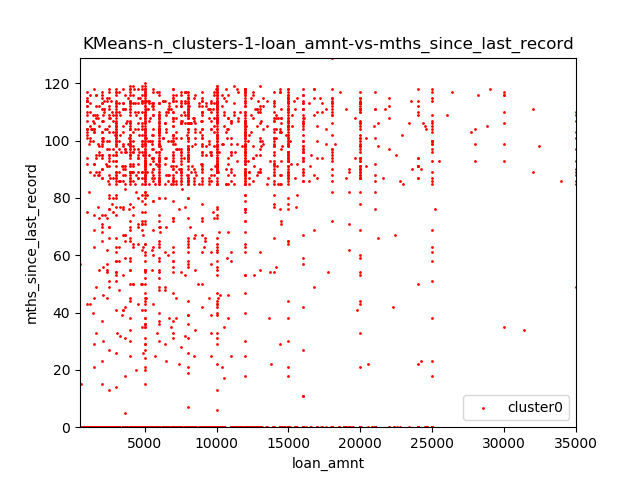 KMeans-n_clusters-1-loan_amnt-vs-mths_since_last_record
120
100
80
60
40
20
0
mths_since_last_record
cluster0
5000 10000 15000 20000 25000 30000 35000
loan_amnt